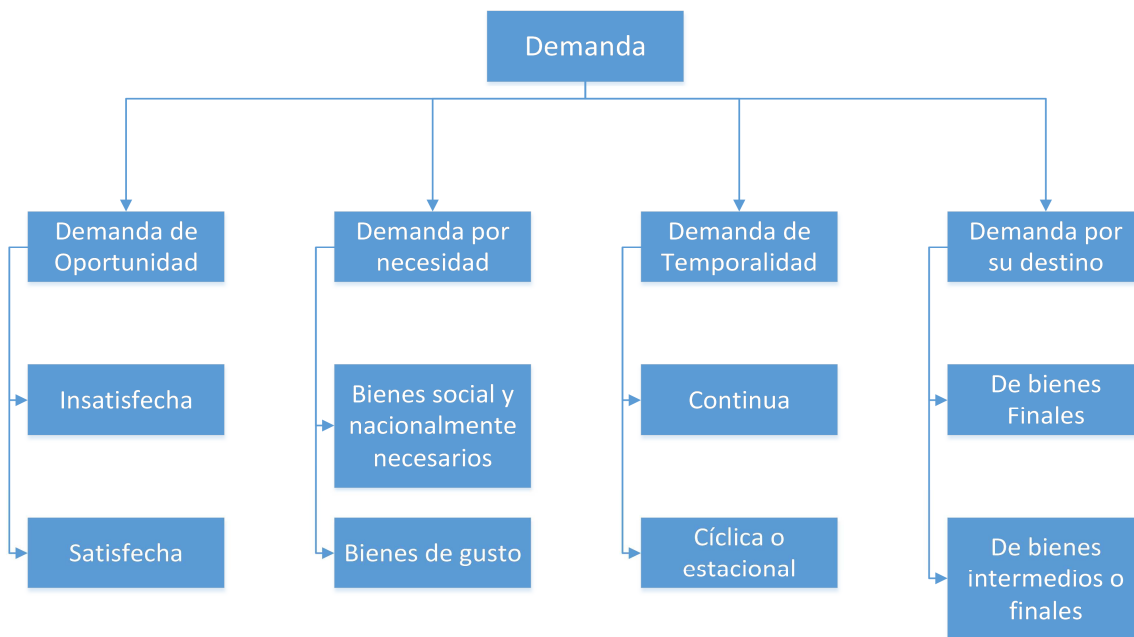 Demanda
Demanda de
Oportunidad
Demanda por
necesidad
Demanda de
Temporalidad
Demanda por
su destino
Insatisfecha
Bienes social y
nacionalmente
necesarios
Continua
De bienes
Finales
Satisfecha
Bienes de gusto
Cíclica o
estacional
De bienes
intermedios o
finales